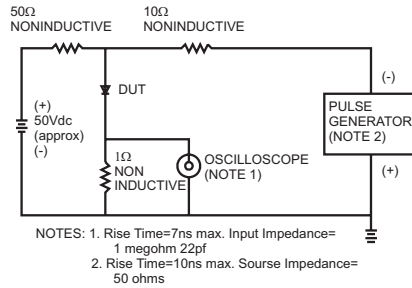 50Ω
NONINDUCTIVE
10Ω
NONINDUCTIVE
(+)
50Vdc
(approx)
(-)
DUT
1Ω
NON
INDUCTIVE
OSCILLOSCOPE
(NOTE 1)
(-)
PULSE
GENERATOR
(NOTE 2)
(+)
NOTES: 1. Rise Time=7ns max. Input Impedance=
1 megohm 22pf
2. Rise Time=10ns max. Sourse Impedance=
50 ohms